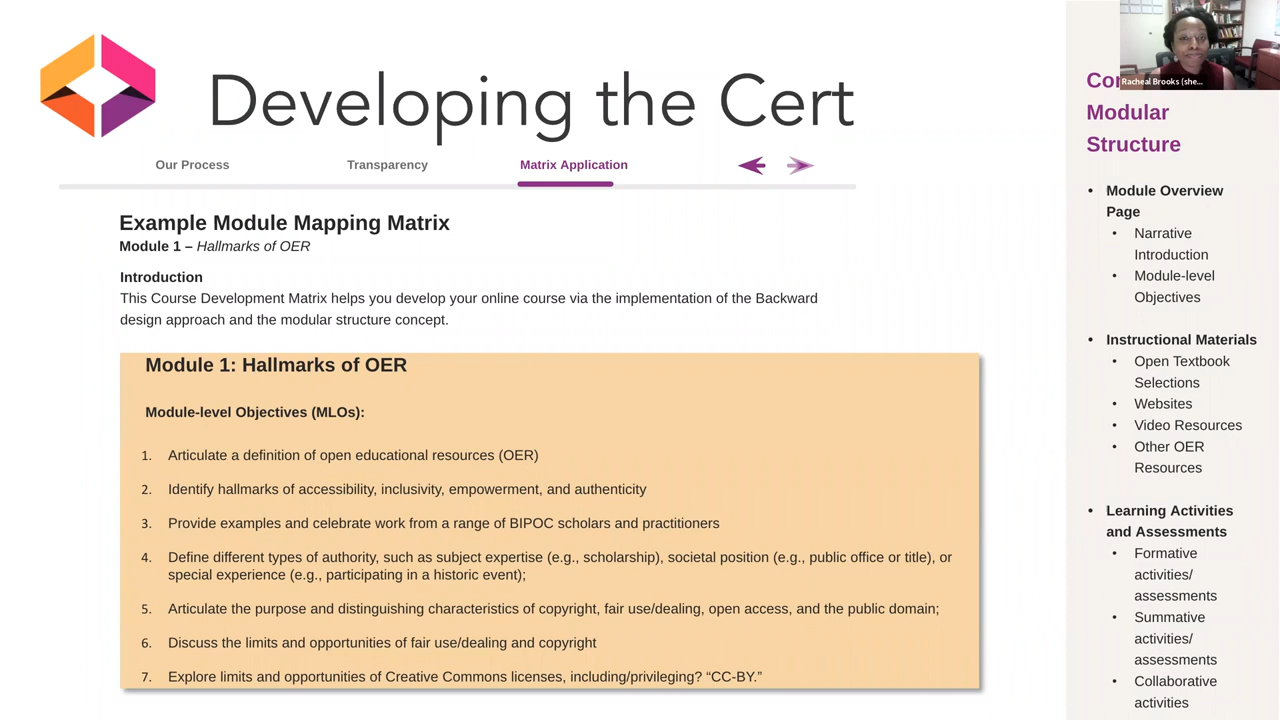 Developing the Cert
Our Process
Transparency
Matrix Application
Example Module Mapping Matrix
Module 1 – Hallmarks of OER
Introduction
This Course Development Matrix helps you develop your online course via the implementation of the Backward
design approach and the modular structure concept.
Module 1: Hallmarks of OER
Module-level Objectives (MLOs):
1. Articulate a definition of open educational resources (OER)
2. Identify hallmarks of accessibility, inclusivity, empowerment, and authenticity
3. Provide examples and celebrate work from a range of BIPOC scholars and practitioners
4. Define different types of authority, such as subject expertise (e.g., scholarship), societal position (e.g., public office or title), or
special experience (e.g., participating in a historic event);
5. Articulate the purpose and distinguishing characteristics of copyright, fair use/dealing, open access, and the public domain;
6. Discuss the limits and opportunities of fair use/dealing and copyright
7. Explore limits and opportunities of Creative Commons licenses, including/privileging? “CC-BY.”
Racheal Brooks (she...
Modular
Structure
• Module Overview
Page
• Narrative
Introduction
• Module-level
Objectives
• Instructional Materials
• Open Textbook
Selections
• Websites
• Video Resources
• Other OER
Resources
• Learning Activities
and Assessments
• Formative
activities/
assessments
• Summative
activities/
assessments
• Collaborative
activities